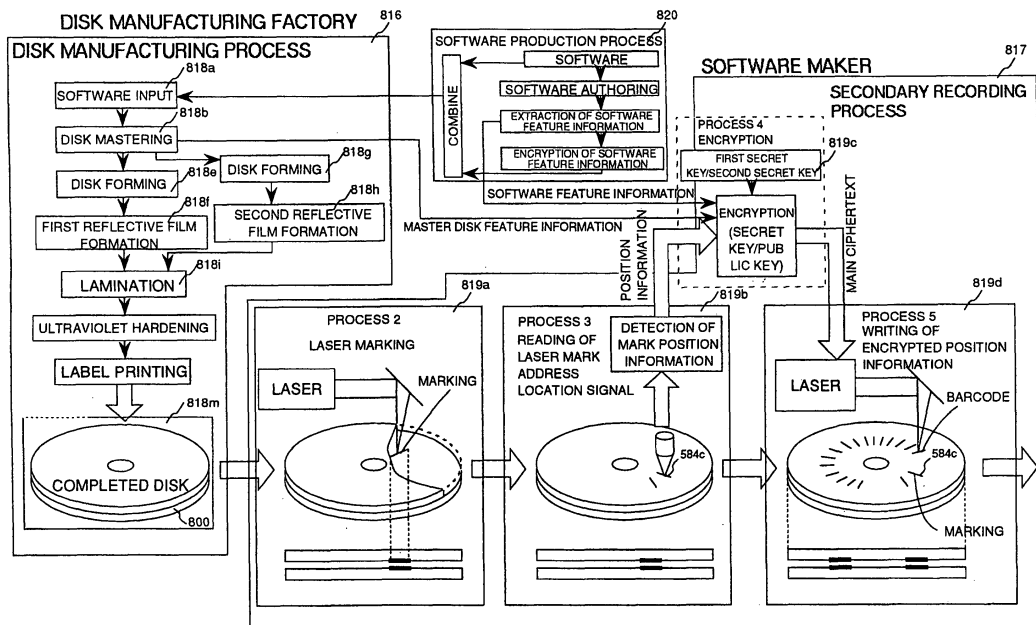 DISK MANUFACTURING FACTORY
816
DISK MANUFACTURING PROCESS
818a
SOFTWARE INPUT
818b
DISK MASTERING
818e
DISK FORMING
818g
DISK FORMING
818f
FIRST REFLECTIVE FILM
FORMATION
818h
SECOND REFLECTIVE
FILM FORMATION
818i
LAMINATION
ULTRAVIOLET HARDENING
LABEL PRINTING
818m
COMPLETED DISK
800
820
SOFTWARE PRODUCTION PROCESS
COMBINE
SOFTWARE
SOFTWARE AUTHORING
EXTRACTION OF SOFTWARE
FEATURE INFORMATION
ENCRYPTION OF SOFTWARE
FEATURE INFORMATION
SOFTWARE FEATURE INFORMATION
MASTER DISK FEATURE INFORMATION
817
SOFTWARE MAKER
SECONDARY RECORDING
PROCESS
PROCESS 4
ENCRYPTION
819c
FIRST SECRET
KEY/SECOND SECRET KEY
ENCRYPTION
(SECRET
KEY/PUB
LIC KEY)
POSITION
INFORMATION
MAIN CIPHERTEXT
819a
PROCESS 2
LASER MARKING
LASER
MARKING
819b
PROCESS 3
READING OF
LASER MARK
ADDRESS
LOCATION SIGNAL
DETECTION OF
MARK POSITION
INFORMATION
584c
819d
PROCESS 5
WRITING OF
ENCRYPTED POSITION
INFORMATION
LASER
BARCODE
584c
MARKING